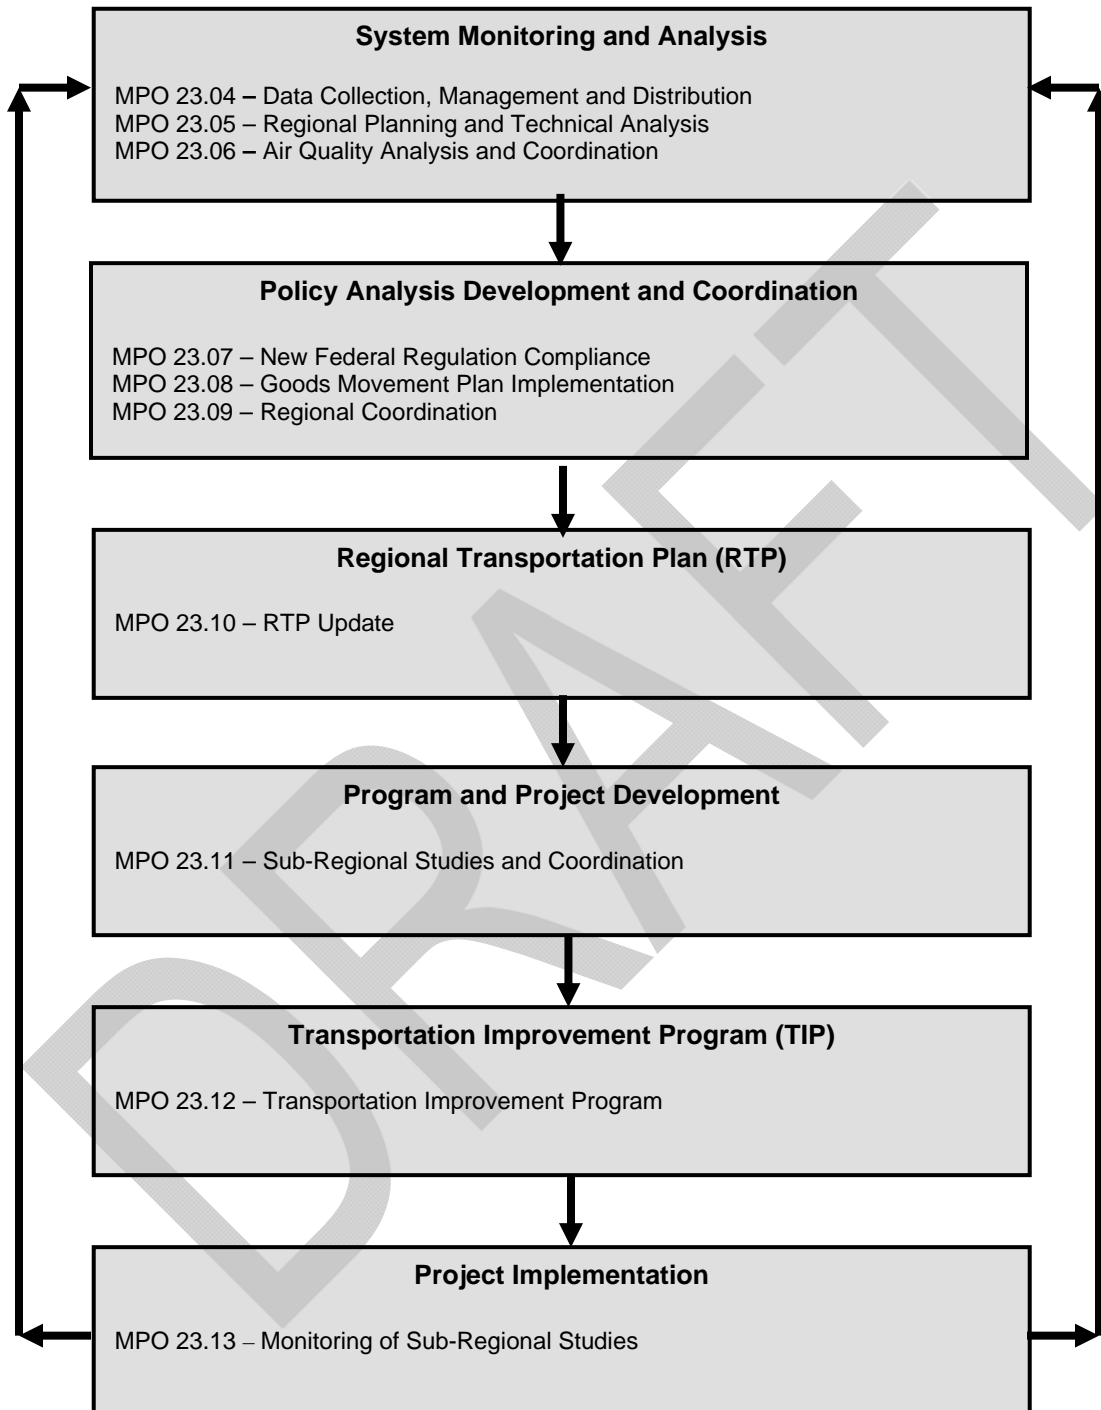 System Monitoring and Analysis
MPO 23.04 – Data Collection, Management and Distribution
MPO 23.05 – Regional Planning and Technical Analysis
MPO 23.06 – Air Quality Analysis and Coordination
Policy Analysis Development and Coordination
MPO 23.07 – New Federal Regulation Compliance
MPO 23.08 – Goods Movement Plan Implementation
MPO 23.09 – Regional Coordination
Regional Transportation Plan (RTP)
MPO 23.10 – RTP Update
Program and Project Development
MPO 23.11 – Sub-Regional Studies and Coordination
Transportation Improvement Program (TIP)
MPO 23.12 – Transportation Improvement Program
Project Implementation
MPO 23.13 – Monitoring of Sub-Regional Studies
DRAFT